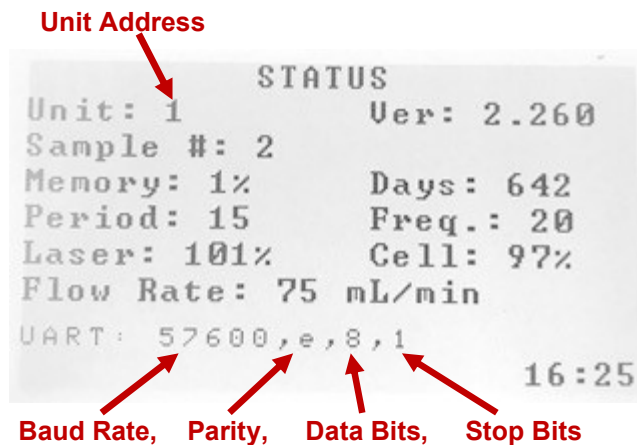 Unit Address
STATUS
Unit: 1 Ver: 2.260
Sample #: 2
Memory: 1% Days: 642
Period: 15 Freq.: 20
Laser: 101% Cell: 97%
Flow Rate: 75 mL/min
UART: 57600,e,8,1
16:25
Baud Rate, Parity, Data Bits, Stop Bits